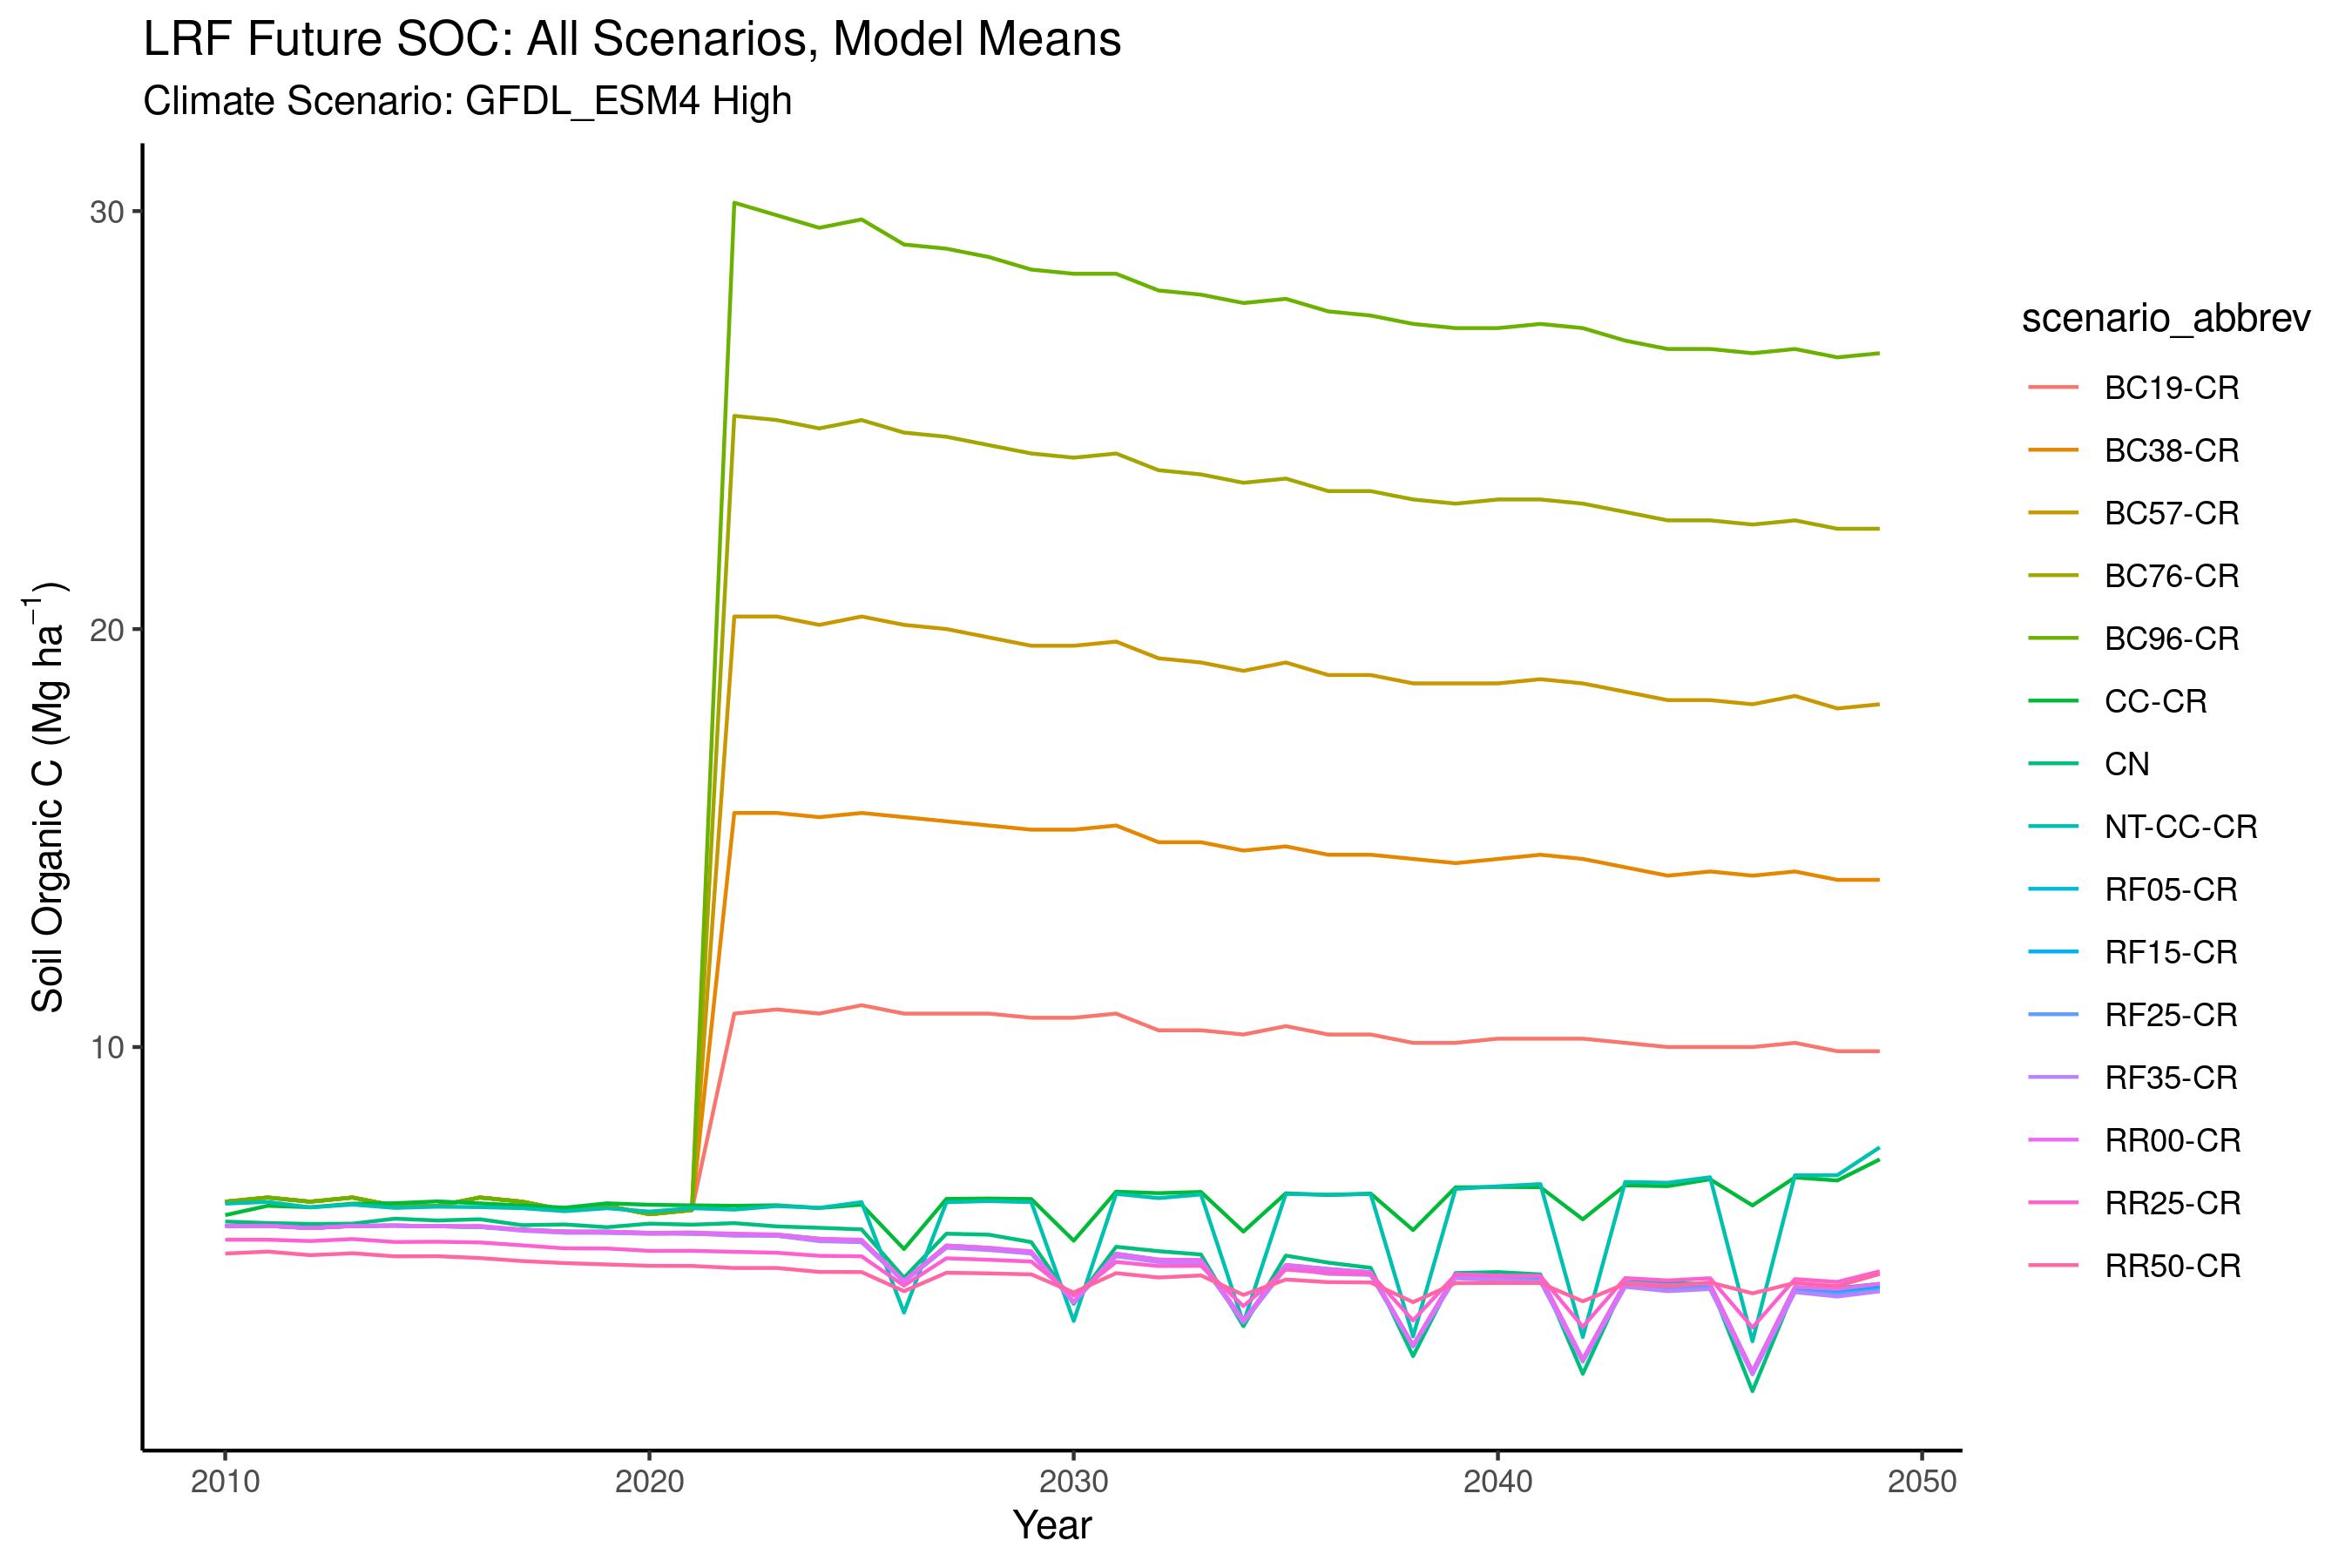 LRF Future SOC: All Scenarios, Model Means
Climate Scenario: GFDL_ESM4 High
30
20
10
Soil Organic C (Mg ha⁻¹)
2010
2020
2030
2040
2050
Year
scenario_abbrev
BC19-CR
BC38-CR
BC57-CR
BC76-CR
BC96-CR
CC-CR
CN
NT-CC-CR
RF05-CR
RF15-CR
RF25-CR
RF35-CR
RR00-CR
RR25-CR
RR50-CR